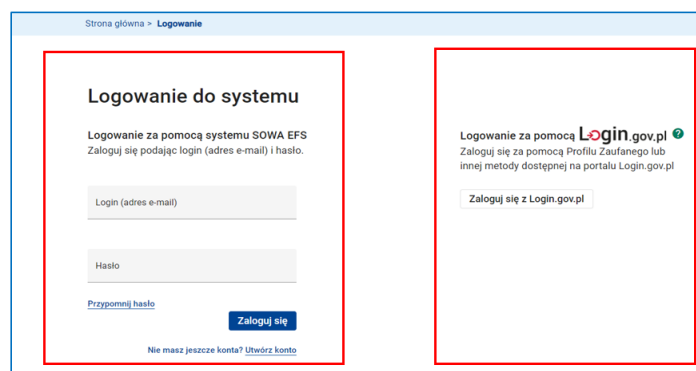 Strona główna > Logowanie
Logowanie do systemu
Logowanie za pomocą systemu SOWA EFS
Zaloguj się podając login (adres e-mail) i hasło.
Login (adres e-mail)
Hasło
Przypomnij hasło
Zaloguj się
Nie masz jeszcze konta? Utwórz konto
Logowanie za pomocą Login.gov.pl ?
Zaloguj się za pomocą Profilu Zaufanego lub
innej metody dostępnej na portalu Login.gov.pl
Zaloguj się z Login.gov.pl